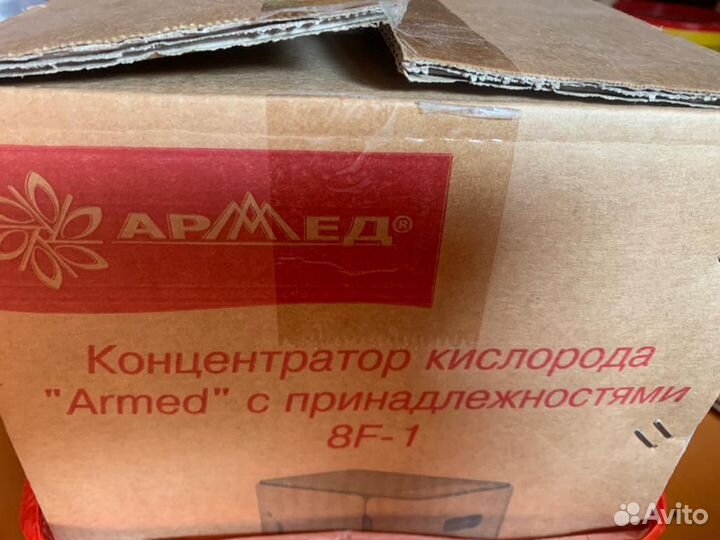 АРМЕД®
Концентратор кислорода
"Armed" с принадлежностями
8F-1
Avito